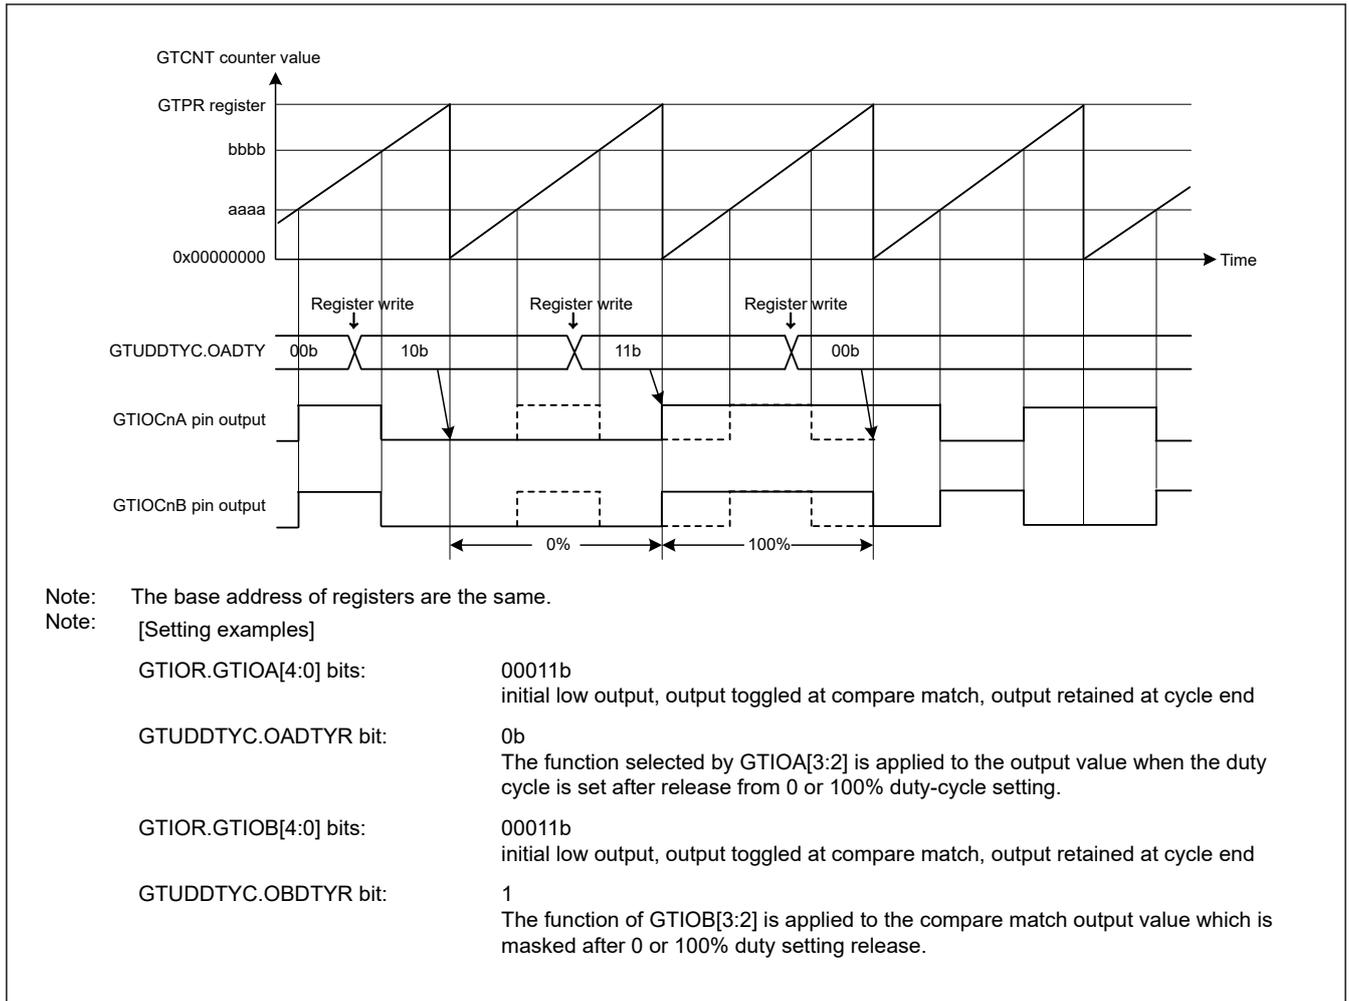 GTCNT counter value
GTPR register
bbbb
aaaa
0x00000000
Time
Register write Register write Register write
GTUDDTYC.OADTY 00b 10b 11b 00b
GTIOCnA pin output
GTIOCnB pin output
0% 100%
Note: The base address of registers are the same.
Note: [Setting examples]
GTIOR.GTIOA[4:0] bits: 00011b
initial low output, output toggled at compare match, output retained at cycle end
GTUDDTYC.OADTYR bit: 0b
The function selected by GTIOA[3:2] is applied to the output value when the duty
cycle is set after release from 0 or 100% duty-cycle setting.
GTIOR.GTIOB[4:0] bits: 00011b
initial low output, output toggled at compare match, output retained at cycle end
GTUDDTYC.OBDTYR bit: 1
The function of GTIOB[3:2] is applied to the compare match output value which is
masked after 0 or 100% duty setting release.